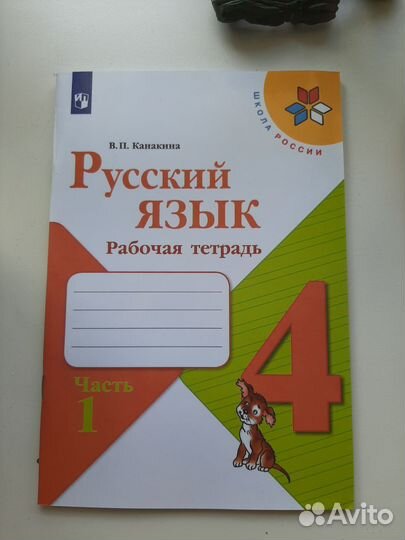 ШКОЛА РОССИИ
В.П. Канакина
Русский
язык
Рабочая тетрадь
4
Часть
1
Avito